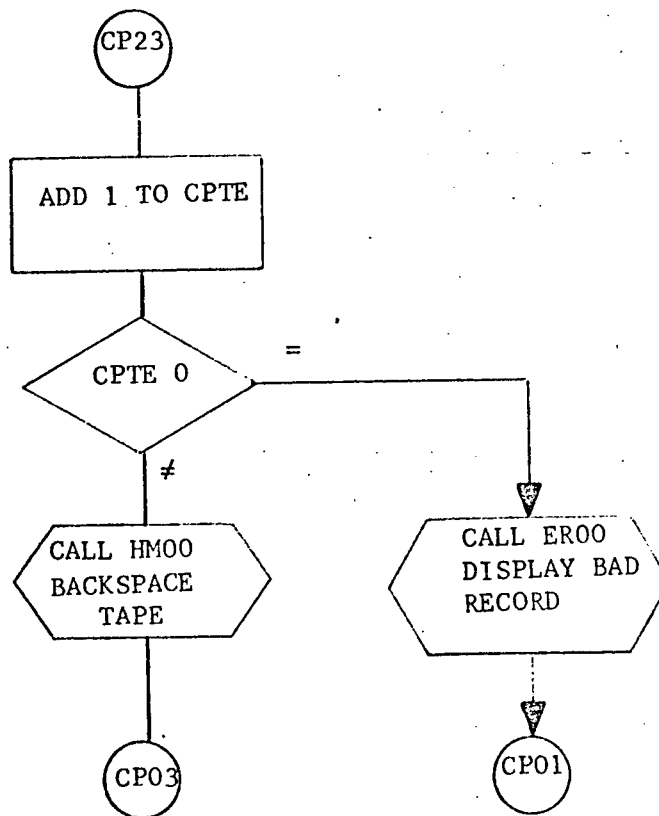 CP23
ADD 1 TO CPTE
=
CPTE 0
≠
CALL HM00
BACKSPACE
TAPE
CALL ER00
DISPLAY BAD
RECORD
CP03
CP01